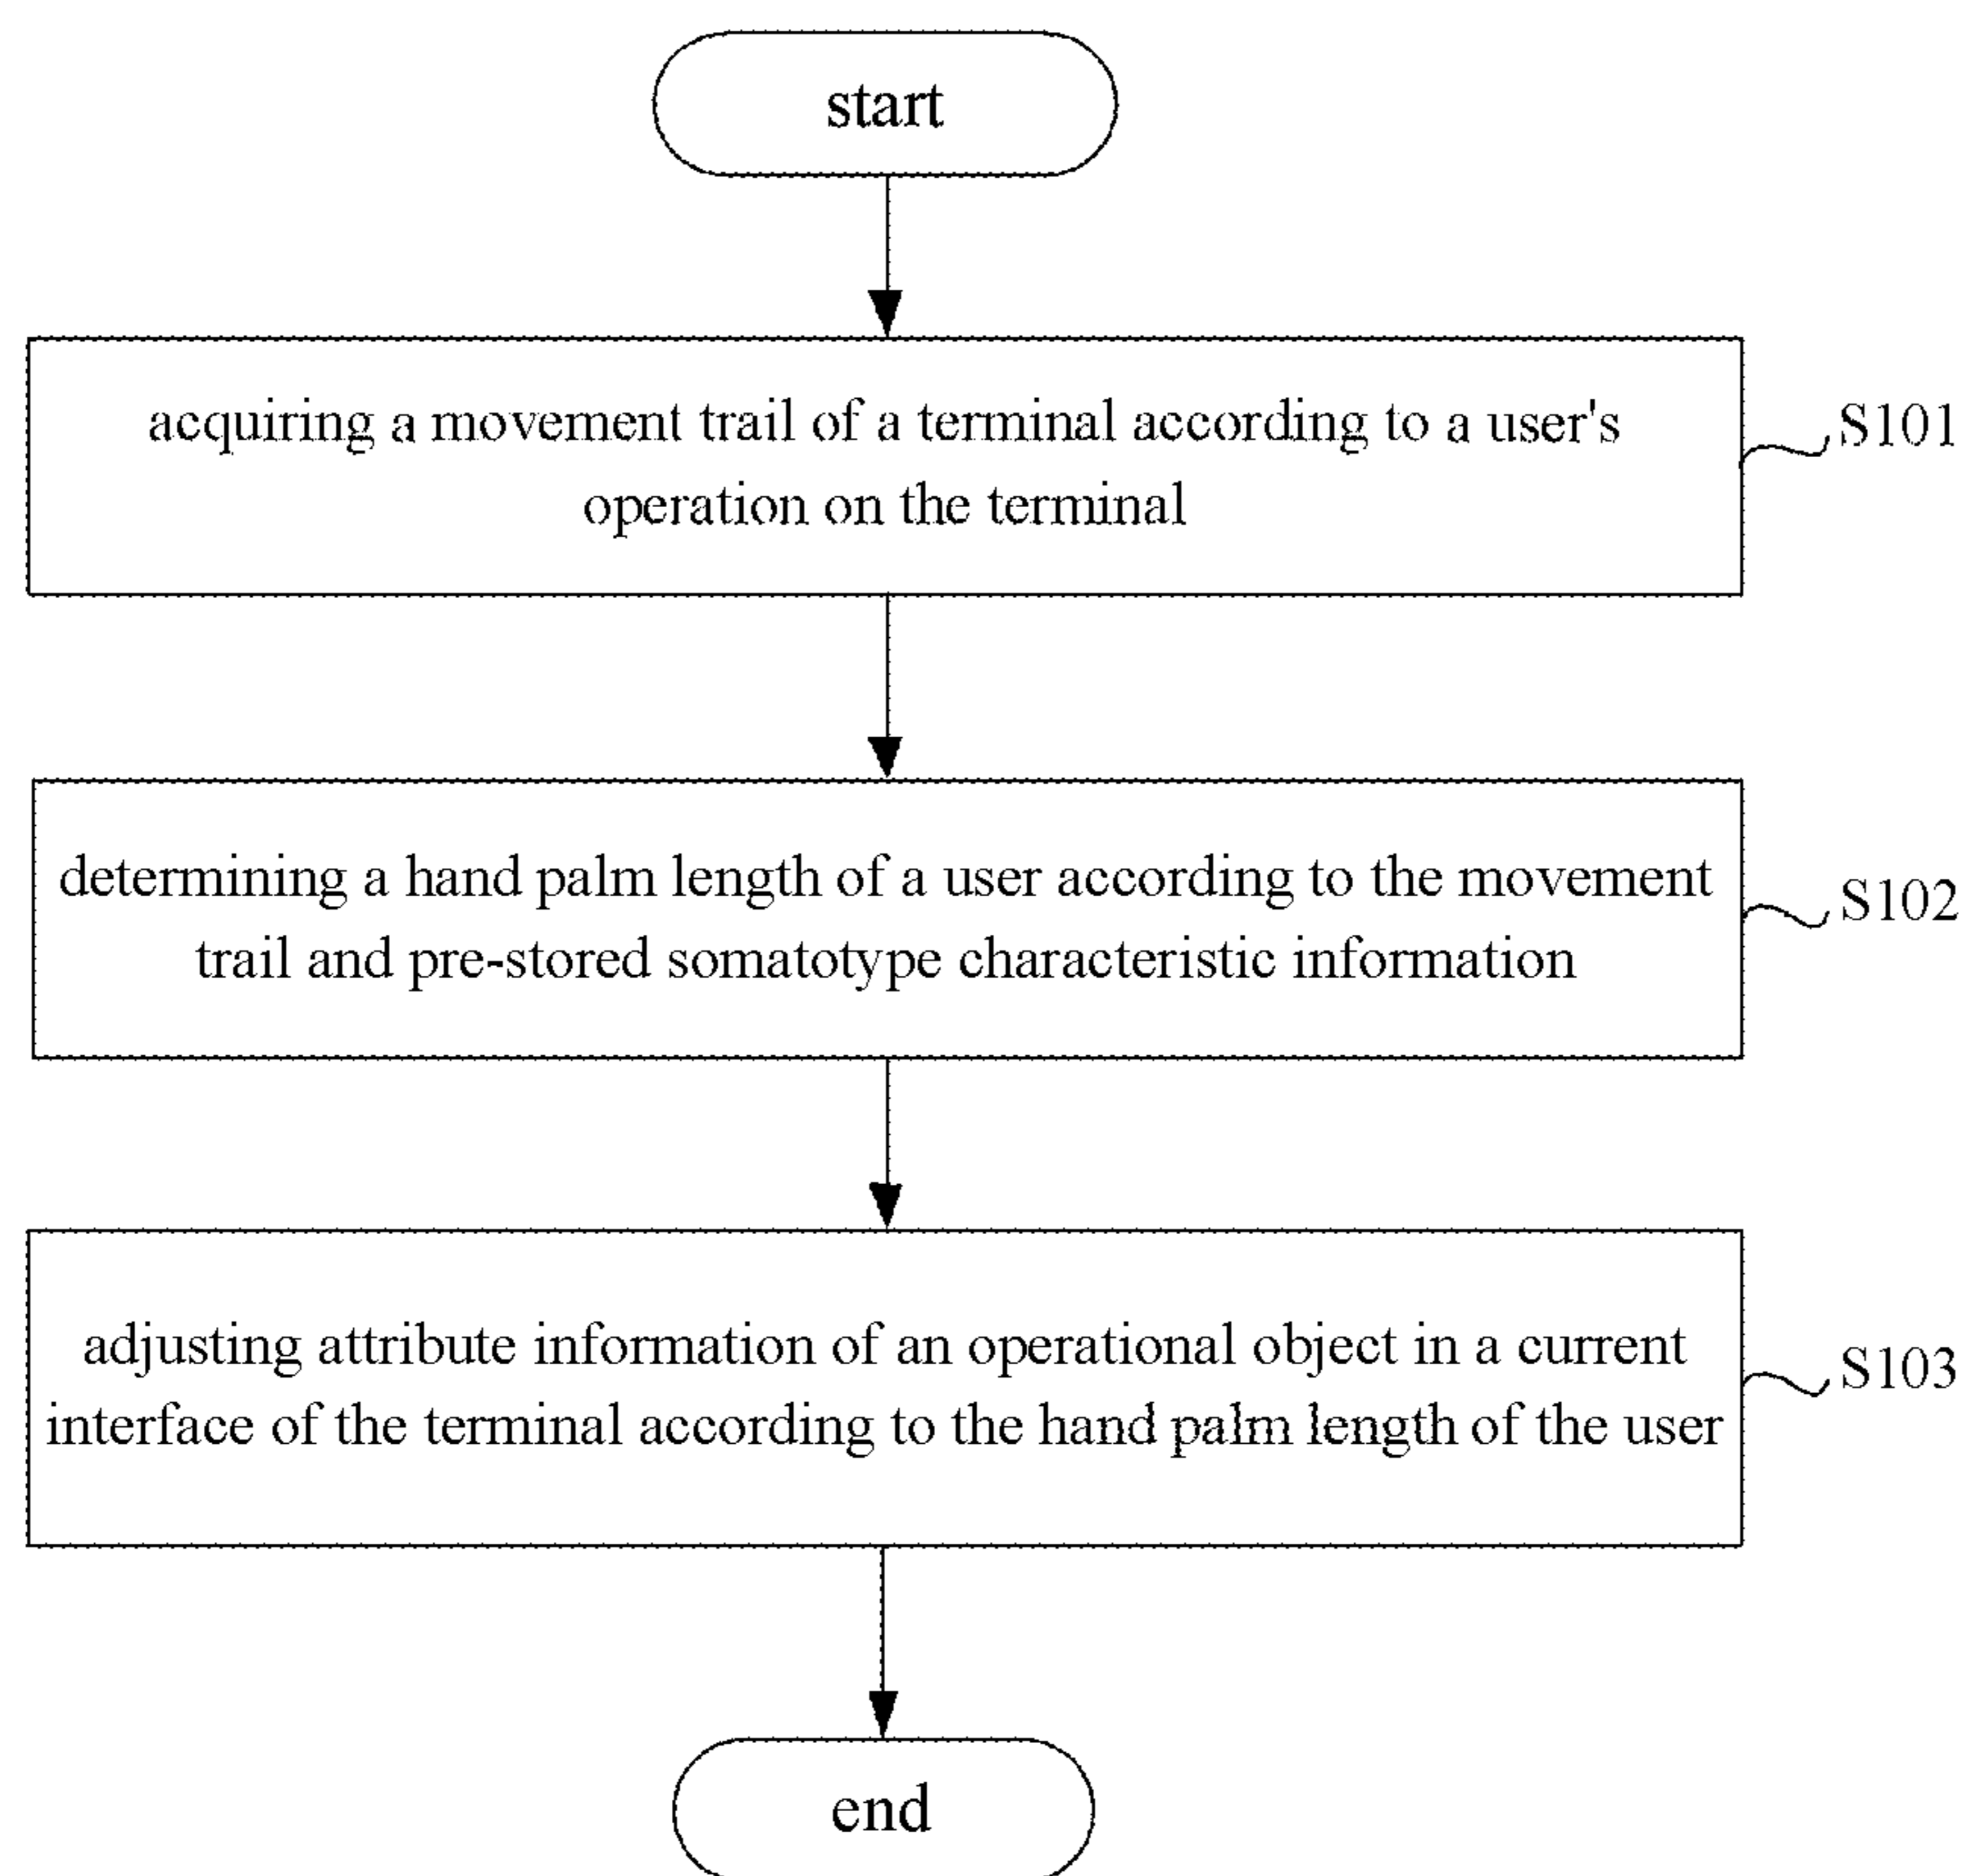 start
acquiring a movement trail of a terminal according to a user's
operation on the terminal
S101
determining a hand palm length of a user according to the movement
trail and pre-stored somatotype characteristic information
S102
adjusting attribute information of an operational object in a current
interface of the terminal according to the hand palm length of the user
S103
end